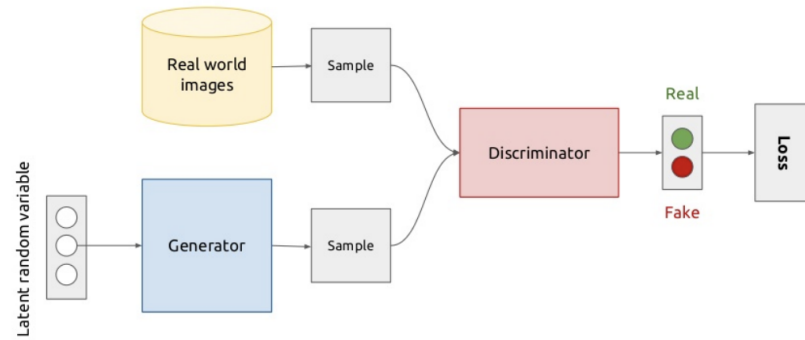 Real world
images
Sample
Real
Discriminator
Loss
Fake
Latent random variable
Generator
Sample